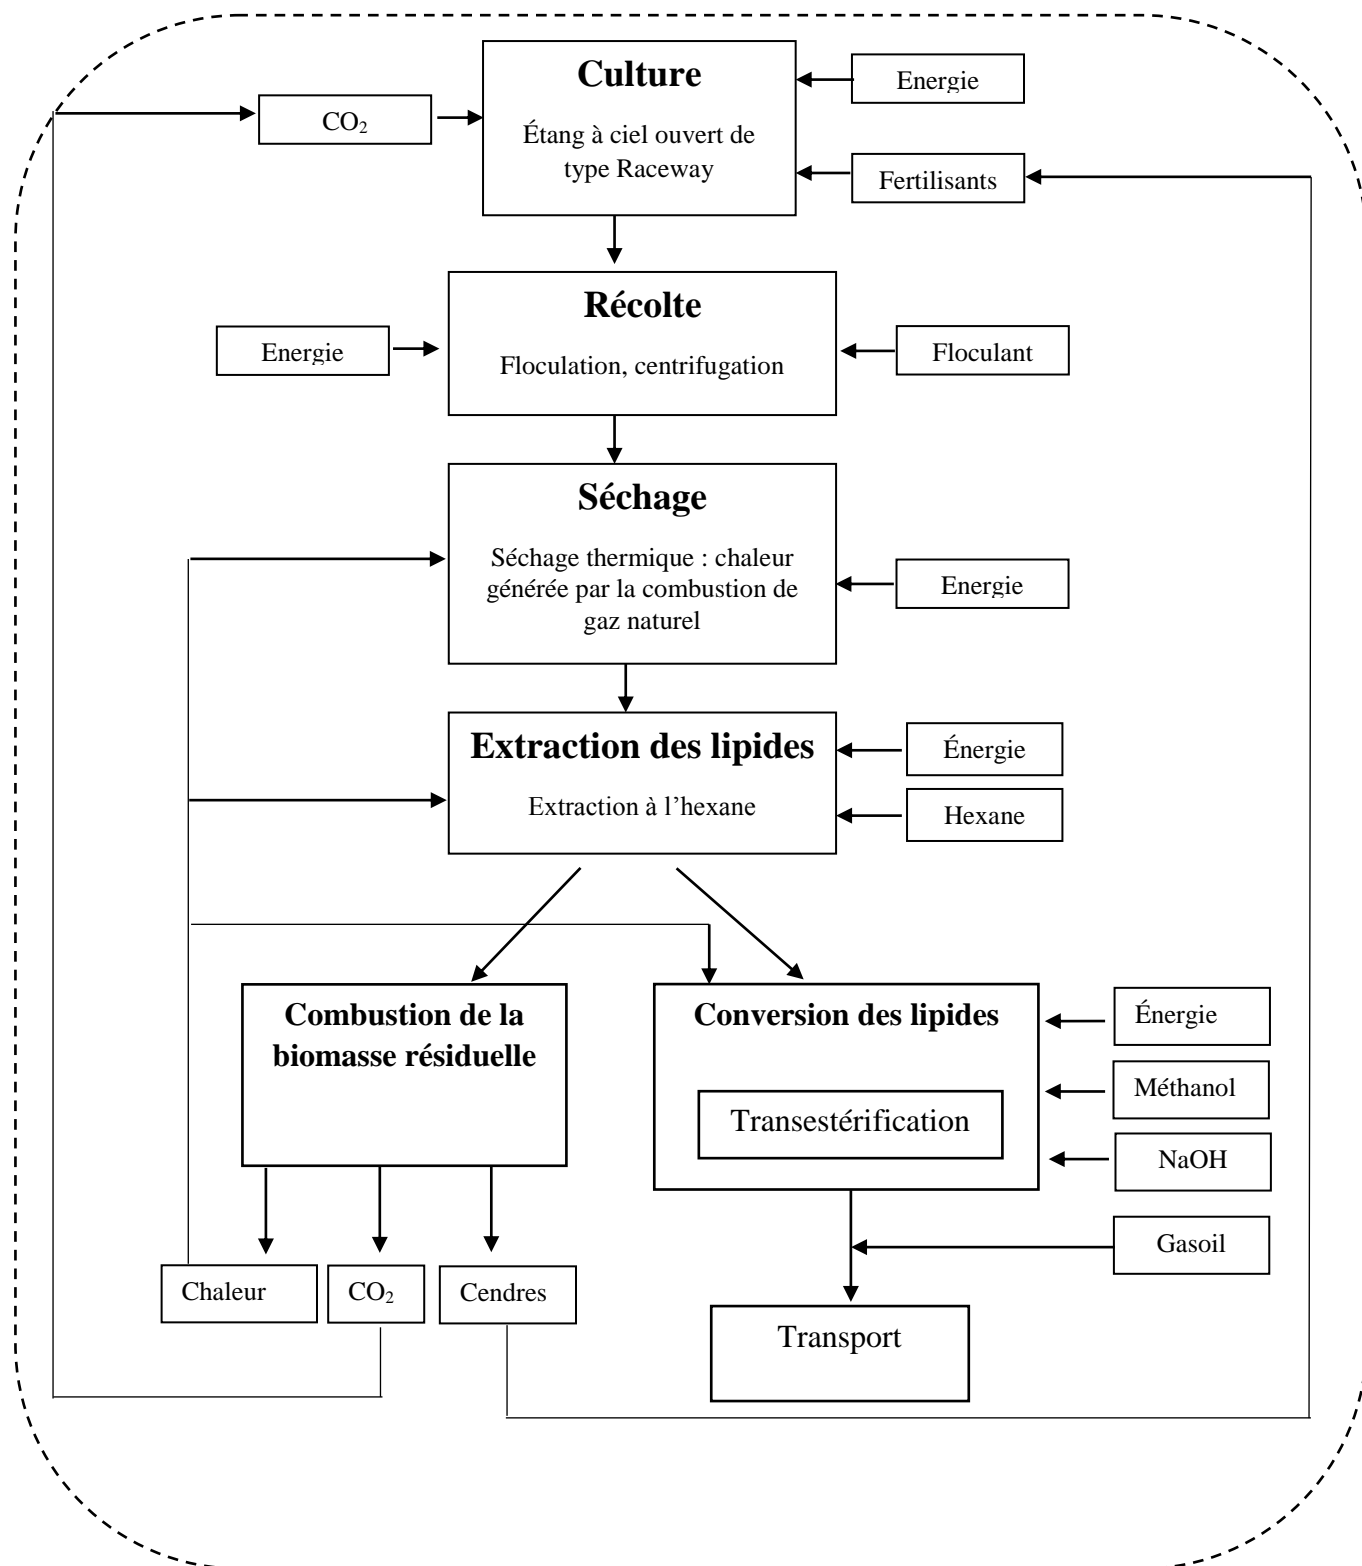 Culture
Energie
CO₂
Étang à ciel ouvert de
type Raceway
Fertilisants
Récolte
Energie
Floculation, centrifugation
Floculant
Séchage
Séchage thermique : chaleur
générée par la combustion de
gaz naturel
Energie
Extraction des lipides
Énergie
Extraction à l’hexane
Hexane
Combustion de la
biomasse résiduelle
Conversion des lipides
Énergie
Méthanol
Transestérification
NaOH
Gasoil
Chaleur
CO₂
Cendres
Transport